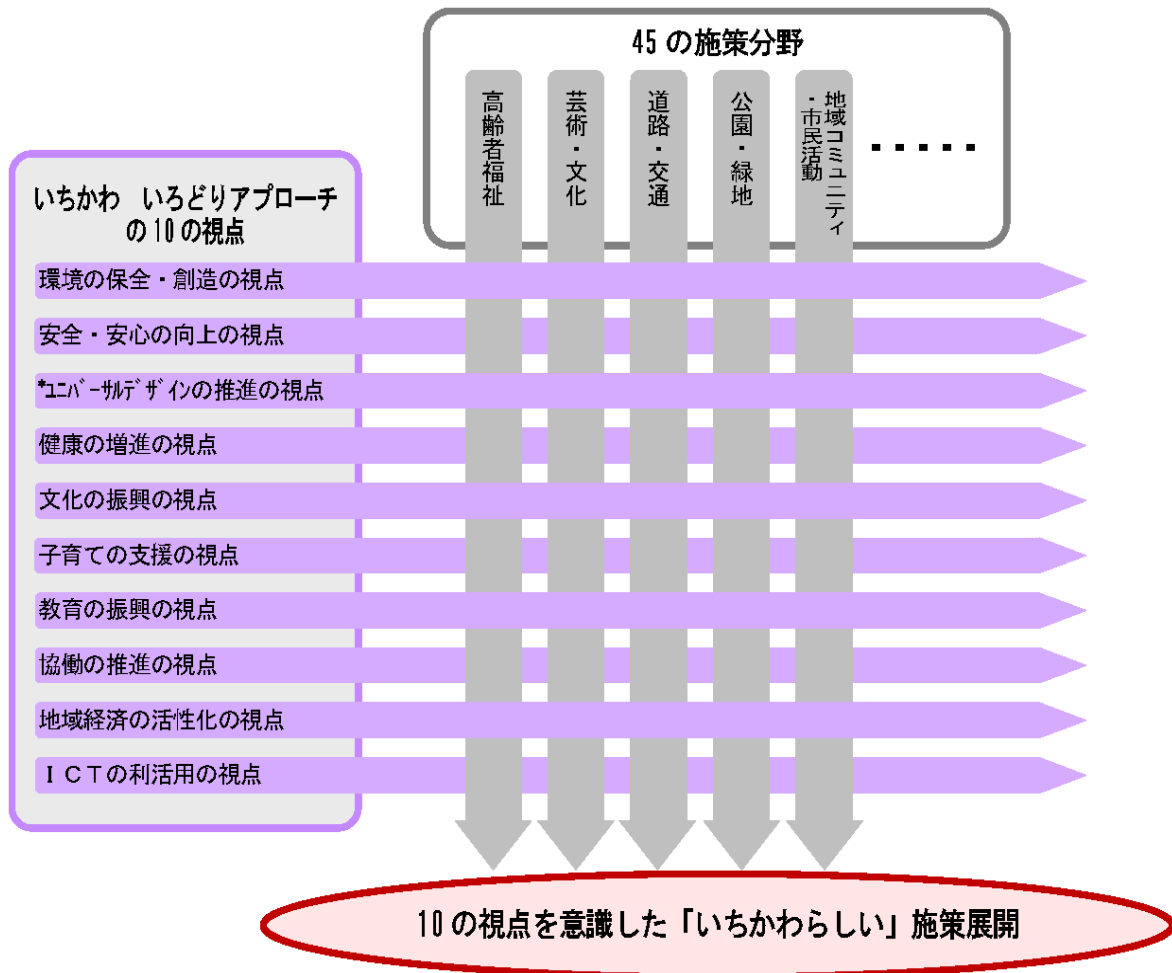 45の施策分野
高齢者福祉
芸術・文化
道路・交通
公園・緑地
地域コミュニティ
・市民活動
・・・・・
いちかわ　いろどりアプローチ
の10の視点
環境の保全・創造の視点
安全・安心の向上の視点
*ﾕﾆﾊﾞｰｻﾙﾃﾞｻﾞｲﾝの推進の視点
健康の増進の視点
文化の振興の視点
子育ての支援の視点
教育の振興の視点
協働の推進の視点
地域経済の活性化の視点
ＩＣＴの利活用の視点
10の視点を意識した「いちかわらしい」施策展開